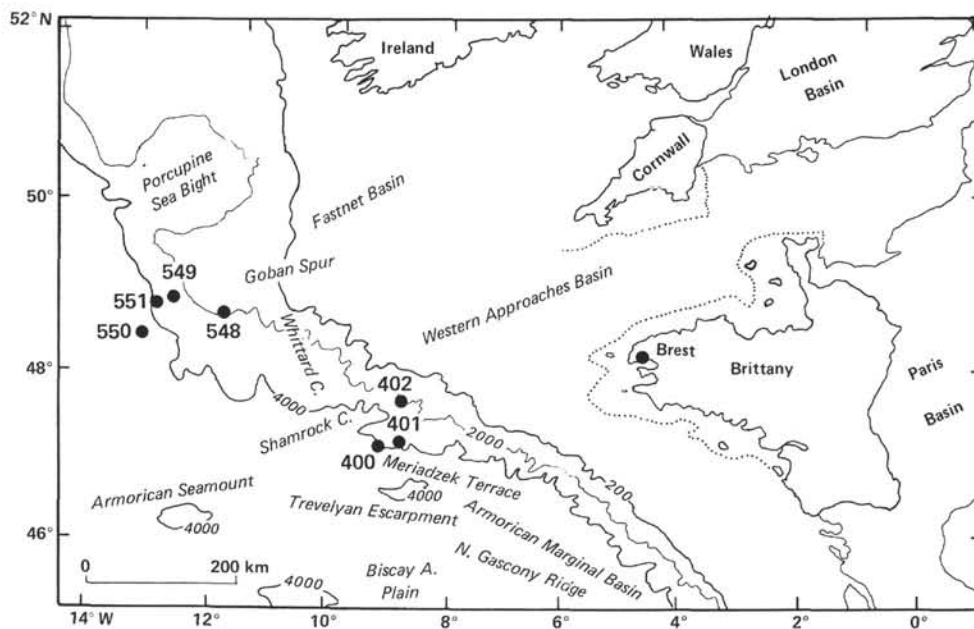 52° N
Ireland
Wales
London
Basin
Porcupine
Sea Bight
Cornwall
50°
Fastnet Basin
549
Goban Spur
551
550
548
Western Approaches Basin
Whittard C.
Brest
Brittany
48°
402
Paris
Basin
4000
401
Shamrock C.
2000
400
Meriadzek Terrace
200
Armorican Seamount
4000
4000
Trevelyan Escarpment
Armorican Marginal Basin
46°
N. Gascony Ridge
0
200 km
4000
Biscay A.
Plain
14° W
12°
10°
8°
6°
4°
2°
0°